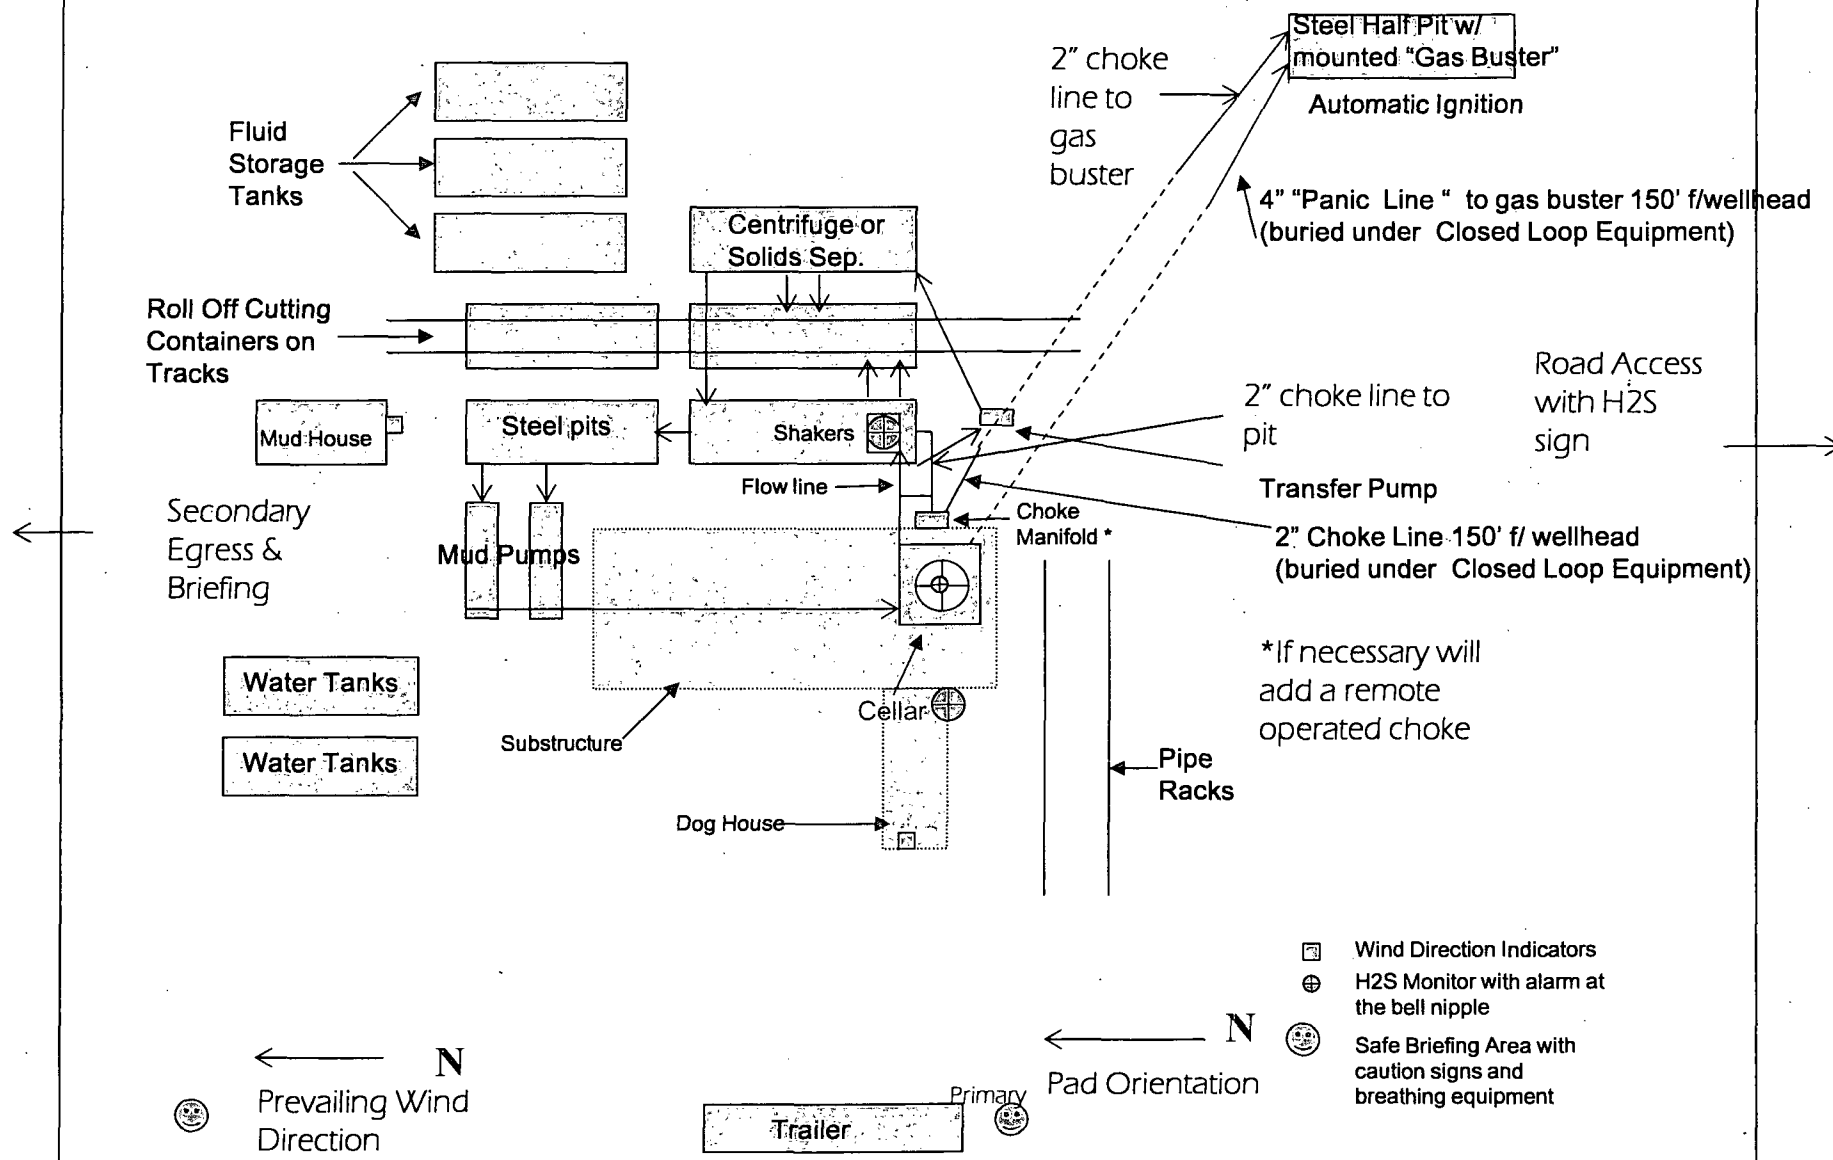 Steel Half Pit w/
mounted "Gas Buster"
Automatic Ignition
2" choke
line to
gas
buster
Fluid
Storage
Tanks
4" "Panic Line " to gas buster 150' f/wellhead
(buried under Closed Loop Equipment)
Centrifuge or
Solids Sep.
Roll Off Cutting
Containers on
Tracks
Road Access
with H2S
sign
2" choke line to
pit
Mud House
Steel pits
Shakers
Flow line
Transfer Pump
Choke
Manifold *
2" Choke Line 150' f/ wellhead
(buried under Closed Loop Equipment)
Secondary
Egress &
Briefing
Mud Pumps
*If necessary will
add a remote
operated choke
Water Tanks
Cellar
Substructure
Water Tanks
Pipe
Racks
Dog House
Wind Direction Indicators
H2S Monitor with alarm at
the bell nipple
Safe Briefing Area with
caution signs and
breathing equipment
N
Prevailing Wind
Direction
N
Pad Orientation
Primary
Trailer